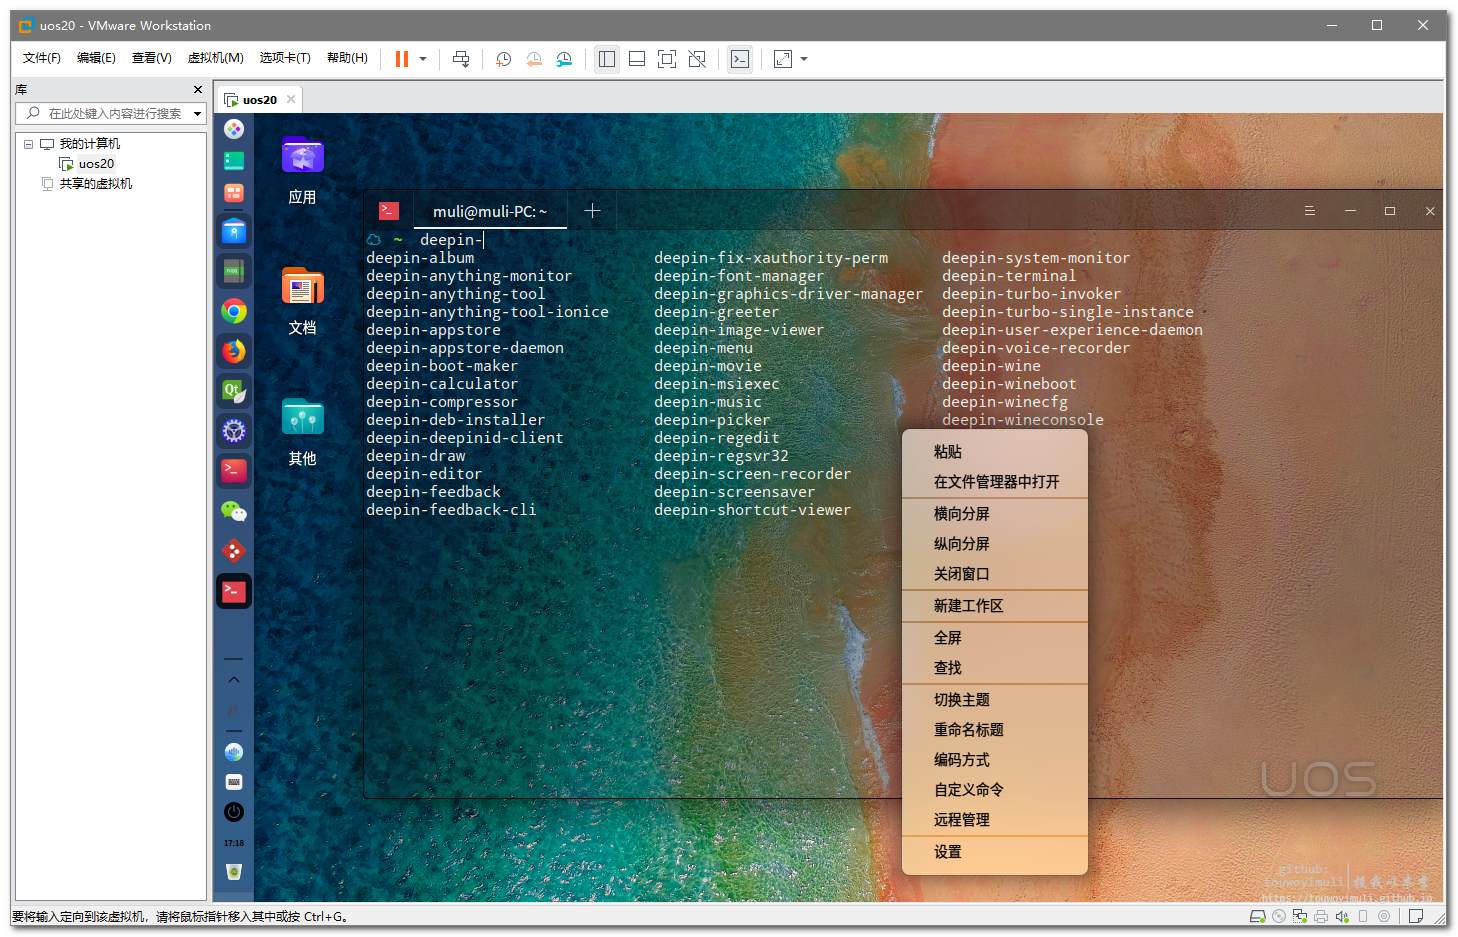 uos20 - VMware Workstation
文件(F) 编辑(E) 查看(V) 虚拟机(M) 选项卡(T) 帮助(H)
库
在此处键入内容进行搜索
我的计算机
uos20
共享的虚拟机
uos20
应用
文档
其他
muli@muli-PC: ~
~ deepin-
deepin-album deepin-fix-xauthority-perm deepin-system-monitor
deepin-anything-monitor deepin-font-manager deepin-terminal
deepin-anything-tool deepin-graphics-driver-manager deepin-turbo-invoker
deepin-anything-tool-ionice deepin-greeter deepin-turbo-single-instance
deepin-appstore deepin-image-viewer deepin-user-experience-daemon
deepin-appstore-daemon deepin-menu deepin-voice-recorder
deepin-boot-maker deepin-movie deepin-wine
deepin-calculator deepin-msiexec deepin-wineboot
deepin-compressor deepin-music deepin-winecfg
deepin-deb-installer deepin-picker deepin-wineconsole
deepin-deepinid-client deepin-regedit
deepin-draw deepin-regsvr32
deepin-editor deepin-screen-recorder
deepin-feedback deepin-screensaver
deepin-feedback-cli deepin-shortcut-viewer
粘贴
在文件管理器中打开
横向分屏
纵向分屏
关闭窗口
新建工作区
全屏
查找
切换主题
重命名标题
编码方式
自定义命令
远程管理
设置
17:18
UOS
github:
touwoyimuli
https://touwoyimuli.github.io
要将输入定向到该虚拟机，请将鼠标指针移入其中或按 Ctrl+G。